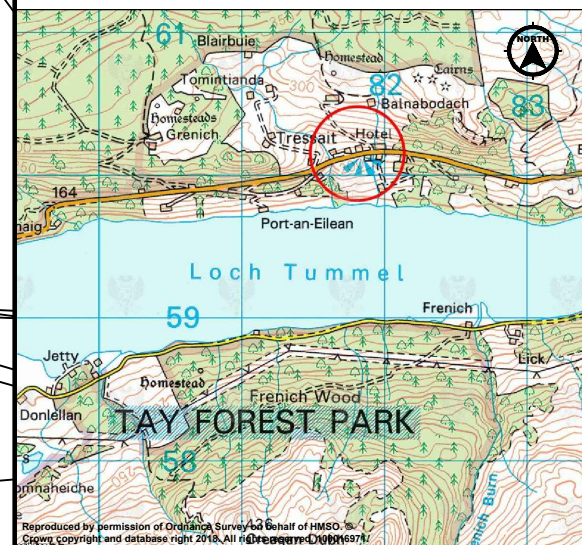 61
Blairbuie
NORTH
Homestead
Cairns
Tomintianda
300
82
Balnabodach
83
Homesteads
Grenich
Tressait
Hotel
164
Port-an-Eilean
Loch Tummel
59
Frenich
Jetty
Lick
Homestead
Frenich Wood
Donlellan
TAY FOREST PARK
58
Reproduced by permission of Ordnance Survey on behalf of HMSO. ©
Crown copyright and database right 2018. All rights reserved.